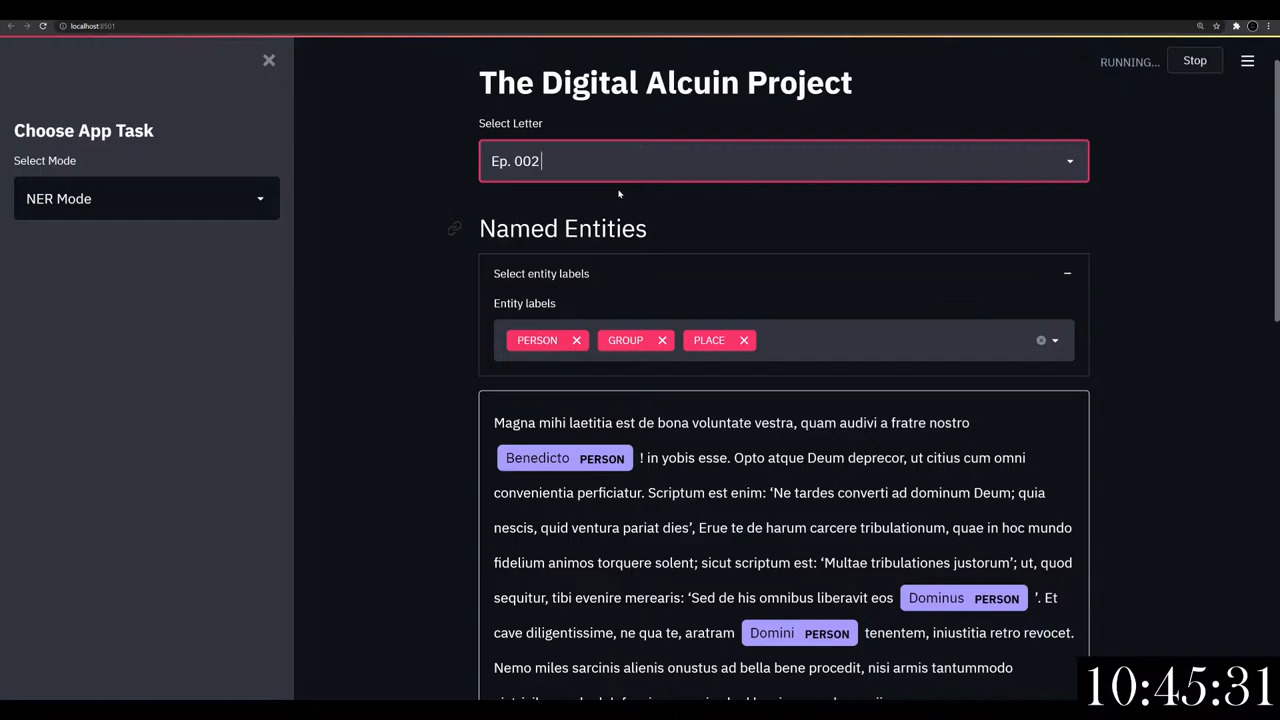 localhost:8501
RUNNING...
Stop
The Digital Alcuin Project
Choose App Task
Select Mode
NER Mode
Select Letter
Ep. 002
Named Entities
Select entity labels
Entity labels
PERSON
GROUP
PLACE
Magna mihi laetitia est de bona voluntate vestra, quam audivi a fratre nostro
Benedicto PERSON ! in yobis esse. Opto atque Deum deprecor, ut citius cum omni
convenientia perficiatur. Scriptum est enim: ‘Ne tardes converti ad dominum Deum; quia
nescis, quid ventura pariat dies’, Erue te de harum carcere tribulationum, quae in hoc mundo
fidelium animos torquere solent; sicut scriptum est: ‘Multae tribulationes justorum’; ut, quod
sequitur, tibi evenire merearis: ‘Sed de his omnibus liberavit eos Dominus PERSON ’. Et
cave diligentissime, ne qua te, aratram Domini PERSON tenentem, iniustitia retro revocet.
Nemo miles sarcinis alienis onustus ad bella bene procedit, nisi armis tantummodo
10:45:31